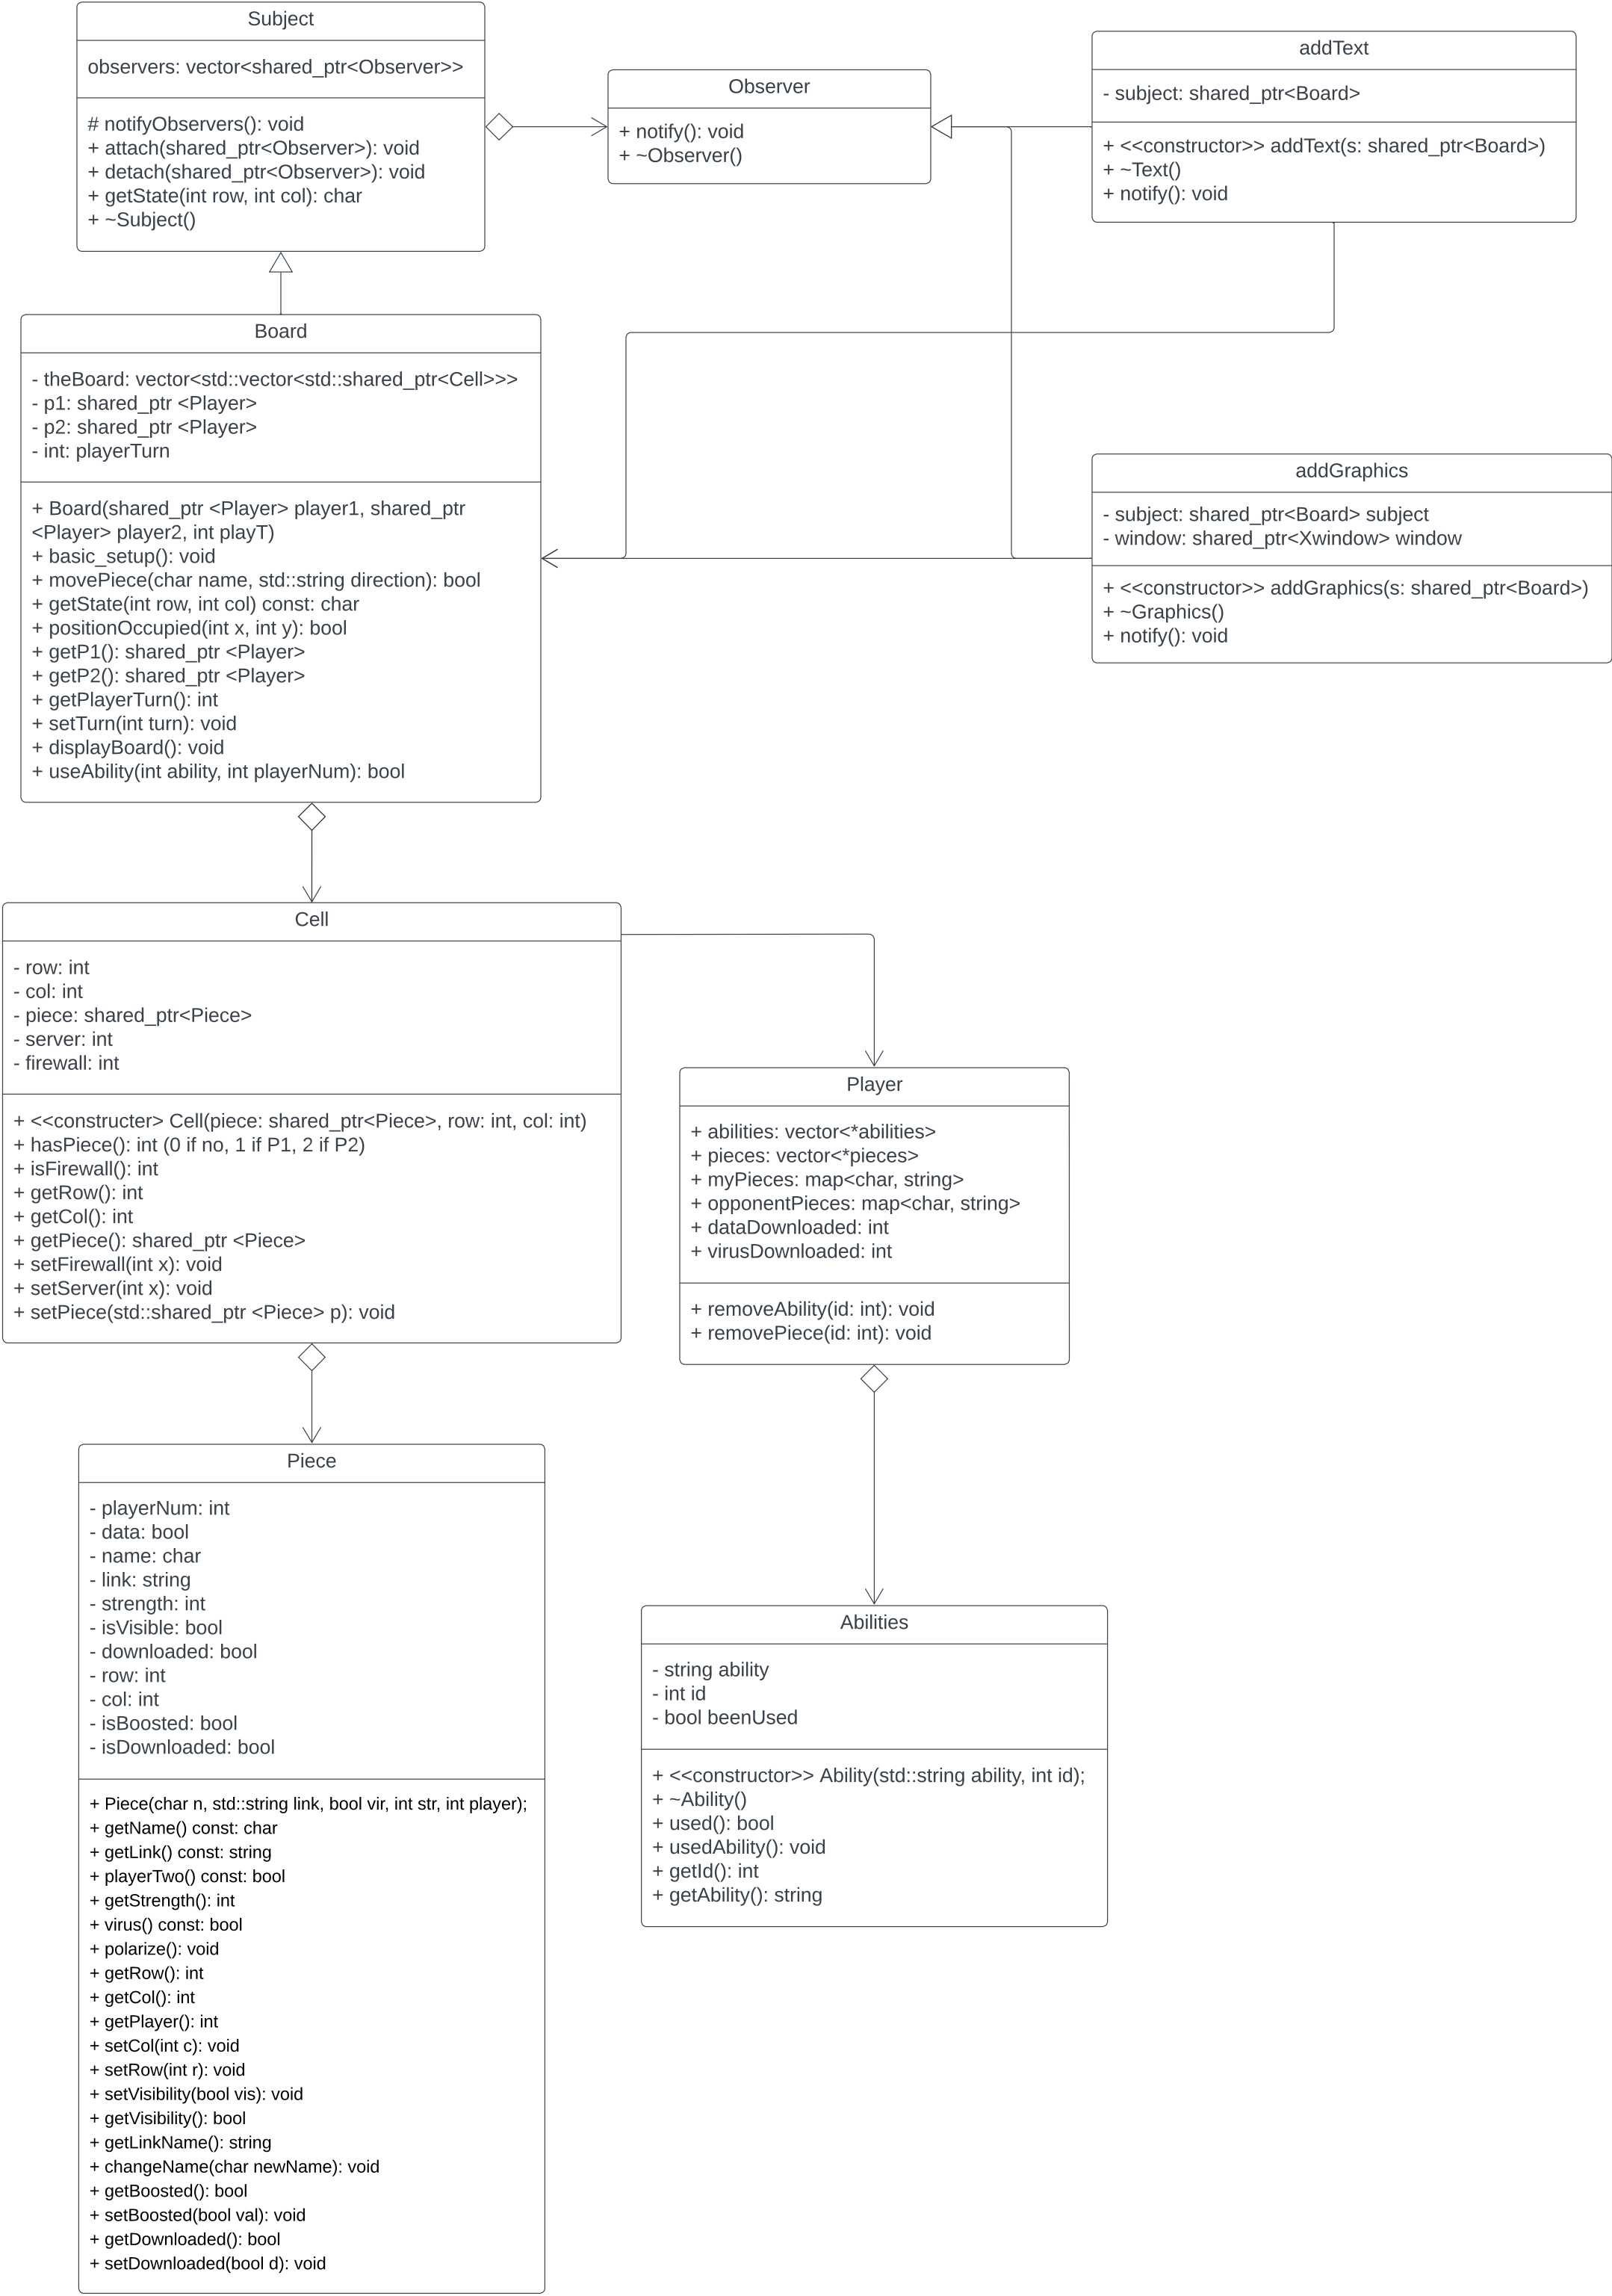 Subject
observers: vector<shared_ptr<Observer>>
# notifyObservers(): void
+ attach(shared_ptr<Observer>): void
+ detach(shared_ptr<Observer>): void
+ getState(int row, int col): char
+ ~Subject()
Observer
+ notify(): void
+ ~Observer()
addText
- subject: shared_ptr<Board>
+ <<constructor>> addText(s: shared_ptr<Board>)
+ ~Text()
+ notify(): void
Board
- theBoard: vector<std::vector<std::shared_ptr<Cell>>>
- p1: shared_ptr <Player>
- p2: shared_ptr <Player>
- int: playerTurn
+ Board(shared_ptr <Player> player1, shared_ptr
<Player> player2, int playT)
+ basic_setup(): void
+ movePiece(char name, std::string direction): bool
+ getState(int row, int col) const: char
+ positionOccupied(int x, int y): bool
+ getP1(): shared_ptr <Player>
+ getP2(): shared_ptr <Player>
+ getPlayerTurn(): int
+ setTurn(int turn): void
+ displayBoard(): void
+ useAbility(int ability, int playerNum): bool
addGraphics
- subject: shared_ptr<Board> subject
- window: shared_ptr<Xwindow> window
+ <<constructor>> addGraphics(s: shared_ptr<Board>)
+ ~Graphics()
+ notify(): void
Cell
- row: int
- col: int
- piece: shared_ptr<Piece>
- server: int
- firewall: int
+ <<constructer> Cell(piece: shared_ptr<Piece>, row: int, col: int)
+ hasPiece(): int (0 if no, 1 if P1, 2 if P2)
+ isFirewall(): int
+ getRow(): int
+ getCol(): int
+ getPiece(): shared_ptr <Piece>
+ setFirewall(int x): void
+ setServer(int x): void
+ setPiece(std::shared_ptr <Piece> p): void
Player
+ abilities: vector<*abilities>
+ pieces: vector<*pieces>
+ myPieces: map<char, string>
+ opponentPieces: map<char, string>
+ dataDownloaded: int
+ virusDownloaded: int
+ removeAbility(id: int): void
+ removePiece(id: int): void
Piece
- playerNum: int
- data: bool
- name: char
- link: string
- strength: int
- isVisible: bool
- downloaded: bool
- row: int
- col: int
- isBoosted: bool
- isDownloaded: bool
+ Piece(char n, std::string link, bool vir, int str, int player);
+ getName() const: char
+ getLink() const: string
+ playerTwo() const: bool
+ getStrength(): int
+ virus() const: bool
+ polarize(): void
+ getRow(): int
+ getCol(): int
+ getPlayer(): int
+ setCol(int c): void
+ setRow(int r): void
+ setVisibility(bool vis): void
+ getVisibility(): bool
+ getLinkName(): string
+ changeName(char newName): void
+ getBoosted(): bool
+ setBoosted(bool val): void
+ getDownloaded(): bool
+ setDownloaded(bool d): void
Abilities
- string ability
- int id
- bool beenUsed
+ <<constructor>> Ability(std::string ability, int id);
+ ~Ability()
+ used(): bool
+ usedAbility(): void
+ getId(): int
+ getAbility(): string